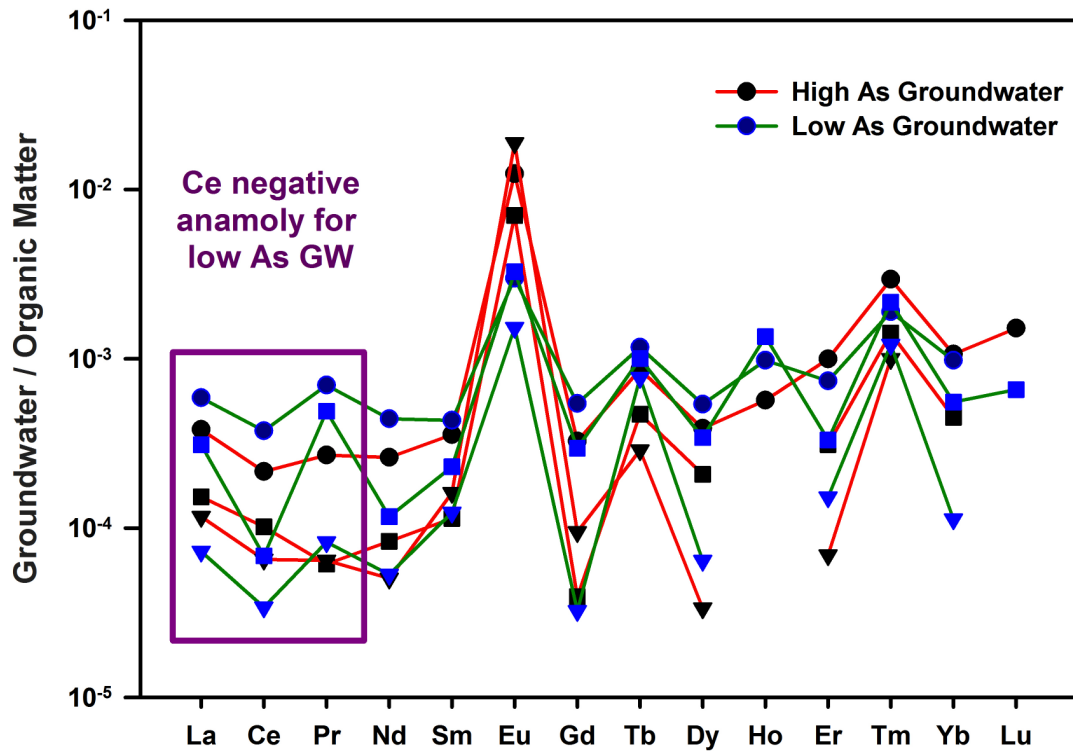 10⁻¹
10⁻²
10⁻³
10⁻⁴
10⁻⁵
Groundwater / Organic Matter
High As Groundwater
Low As Groundwater
Ce negative
anamoly for
low As GW
La Ce Pr Nd Sm Eu Gd Tb Dy Ho Er Tm Yb Lu